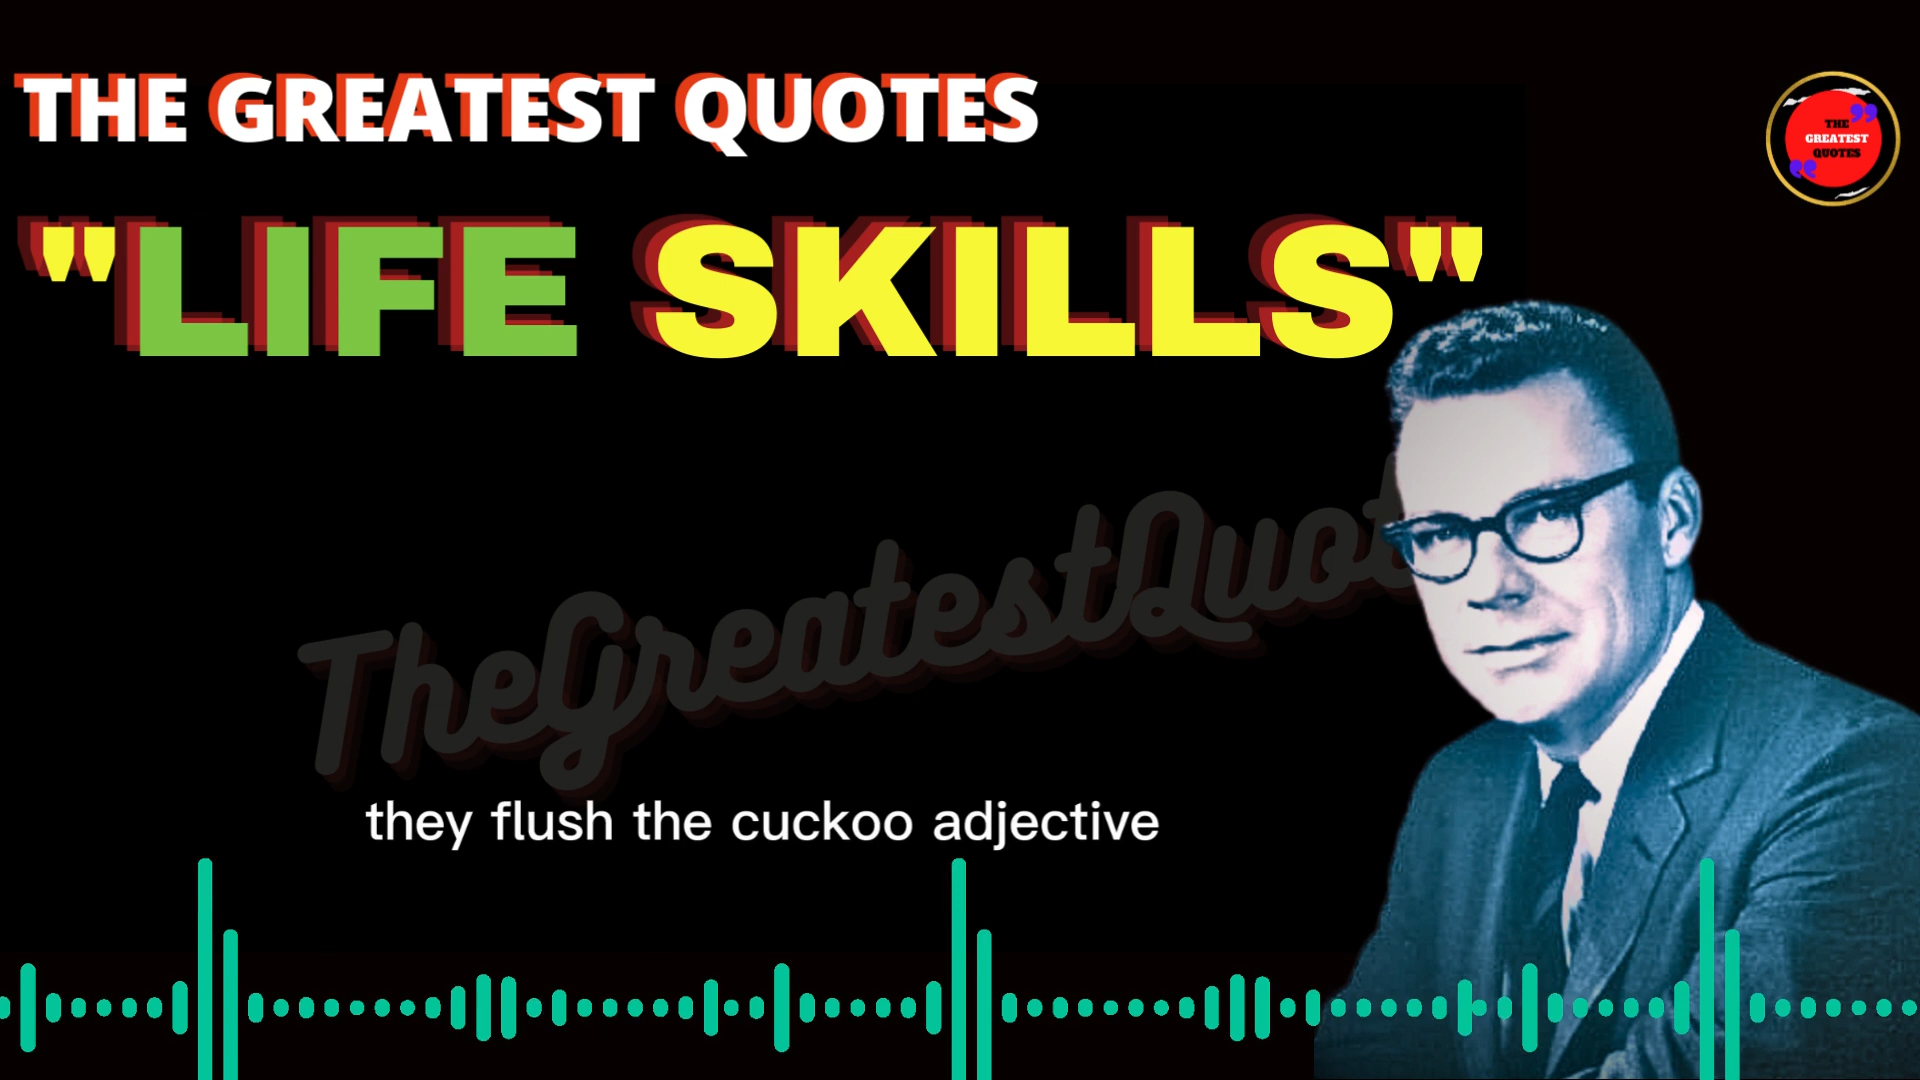 THE GREATEST QUOTES
THE
GREATEST
QUOTES
"LIFE SKILLS"
TheGreatestQuot
they flush the cuckoo adjective